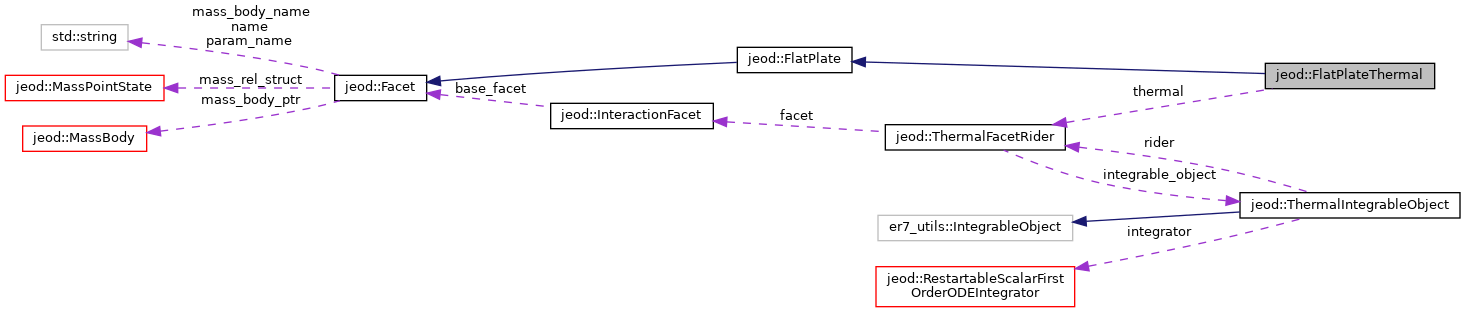 mass_body_name
name
param_name
std::string
mass_rel_struct
jeod::MassPointState
mass_body_ptr
jeod::MassBody
jeod::Facet
base_facet
jeod::FlatPlate
jeod::FlatPlateThermal
thermal
jeod::InteractionFacet
facet
jeod::ThermalFacetRider
rider
integrable_object
jeod::ThermalIntegrableObject
er7_utils::IntegrableObject
integrator
jeod::RestartableScalarFirst
OrderODEIntegrator